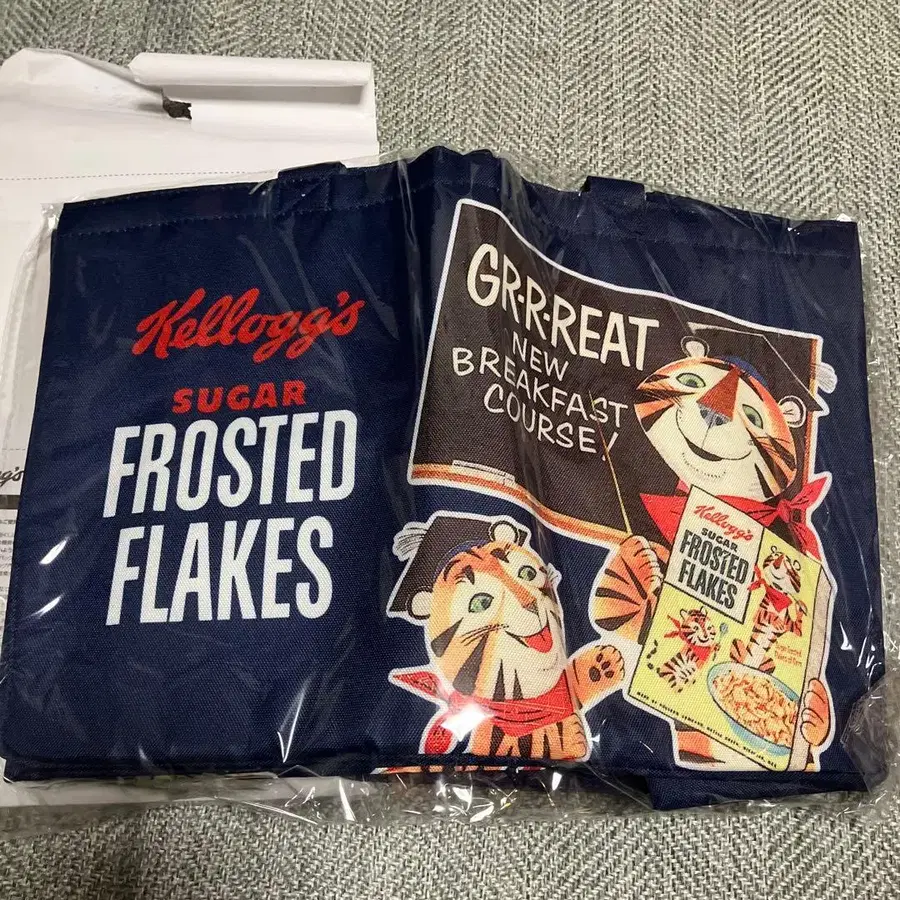 Kellogg's
SUGAR
FROSTED
FLAKES
GR-R-REAT
NEW
BREAKFAST
COURSE!
Kellogg's
SUGAR
FROSTED
FLAKES